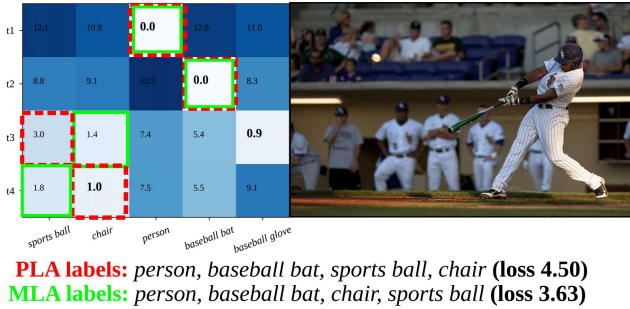 t1 12.1 10.9 0.0 12.0 11.0
t2 8.8 9.1 12.7 0.0 8.3
t3 3.0 1.4 7.4 5.4 0.9
t4 1.8 1.0 7.5 5.5 9.1
sports ball chair person baseball bat baseball glove
PLA labels: person, baseball bat, sports ball, chair (loss 4.50)
MLA labels: person, baseball bat, chair, sports ball (loss 3.63)